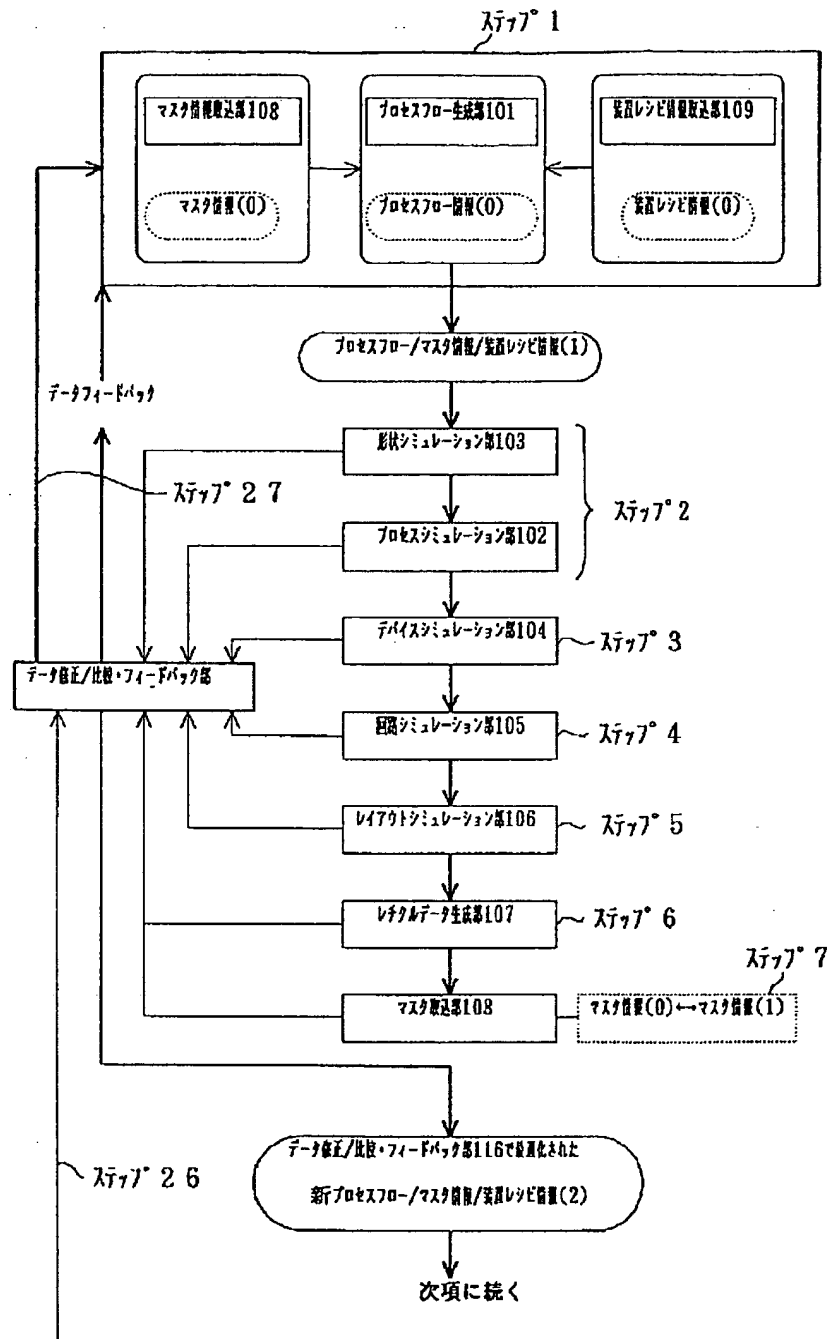 ステップ 1
マスタ情報取込部108
プロセスフロー生成部101
装置レシピ情報取込部109
マスタ情報(0)
プロセスフロー情報(0)
装置レシピ情報(0)
プロセスフロー/マスタ情報/装置レシピ情報(1)
データフィードバック
形状シミュレーション部103
ステップ 27
ステップ 2
プロセスシミュレーション部102
デバイスシミュレーション部104
ステップ 3
データ修正/比較・フィードバック部
回路シミュレーション部105
ステップ 4
レイアウトシミュレーション部106
ステップ 5
レチクルデータ生成部107
ステップ 6
ステップ 7
マスタ取込部108
マスタ情報(0)↔マスタ情報(1)
データ修正/比較・フィードバック部116で最適化された
新プロセスフロー/マスタ情報/装置レシピ情報(2)
ステップ 26
次項に続く